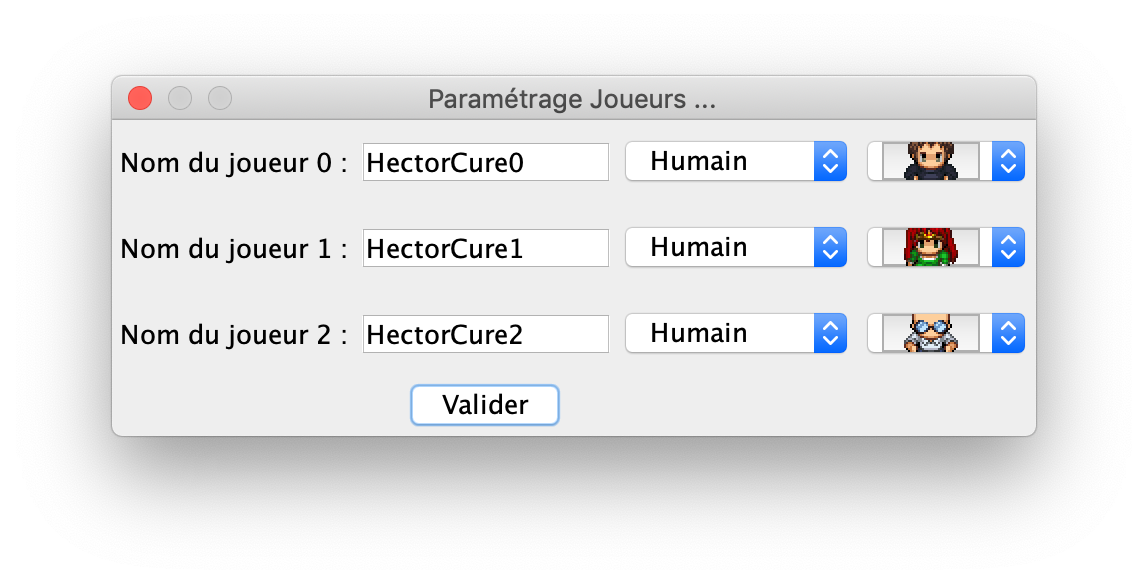 Paramétrage Joueurs ...
Nom du joueur 0 : HectorCure0 Humain
Nom du joueur 1 : HectorCure1 Humain
Nom du joueur 2 : HectorCure2 Humain
Valider